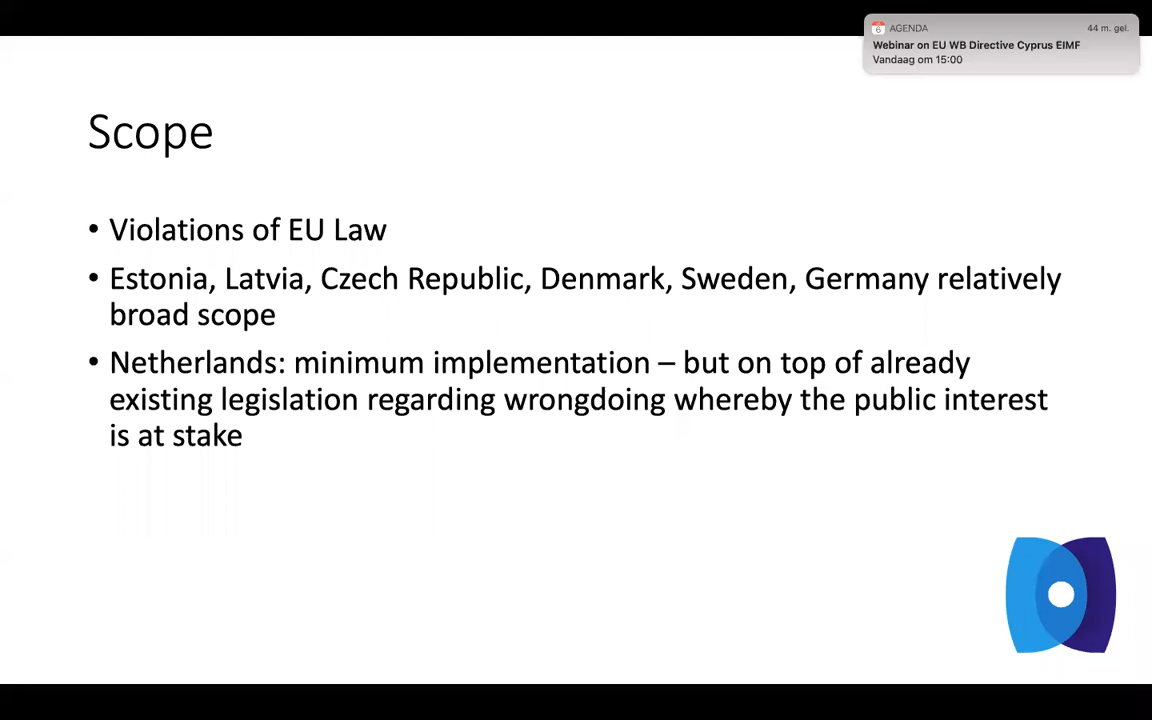 AGENDA
44 m. gel.
6
Webinar on EU WB Directive Cyprus EIMF
Vandaag om 15:00
Scope
• Violations of EU Law
• Estonia, Latvia, Czech Republic, Denmark, Sweden, Germany relatively
broad scope
• Netherlands: minimum implementation – but on top of already
existing legislation regarding wrongdoing whereby the public interest
is at stake